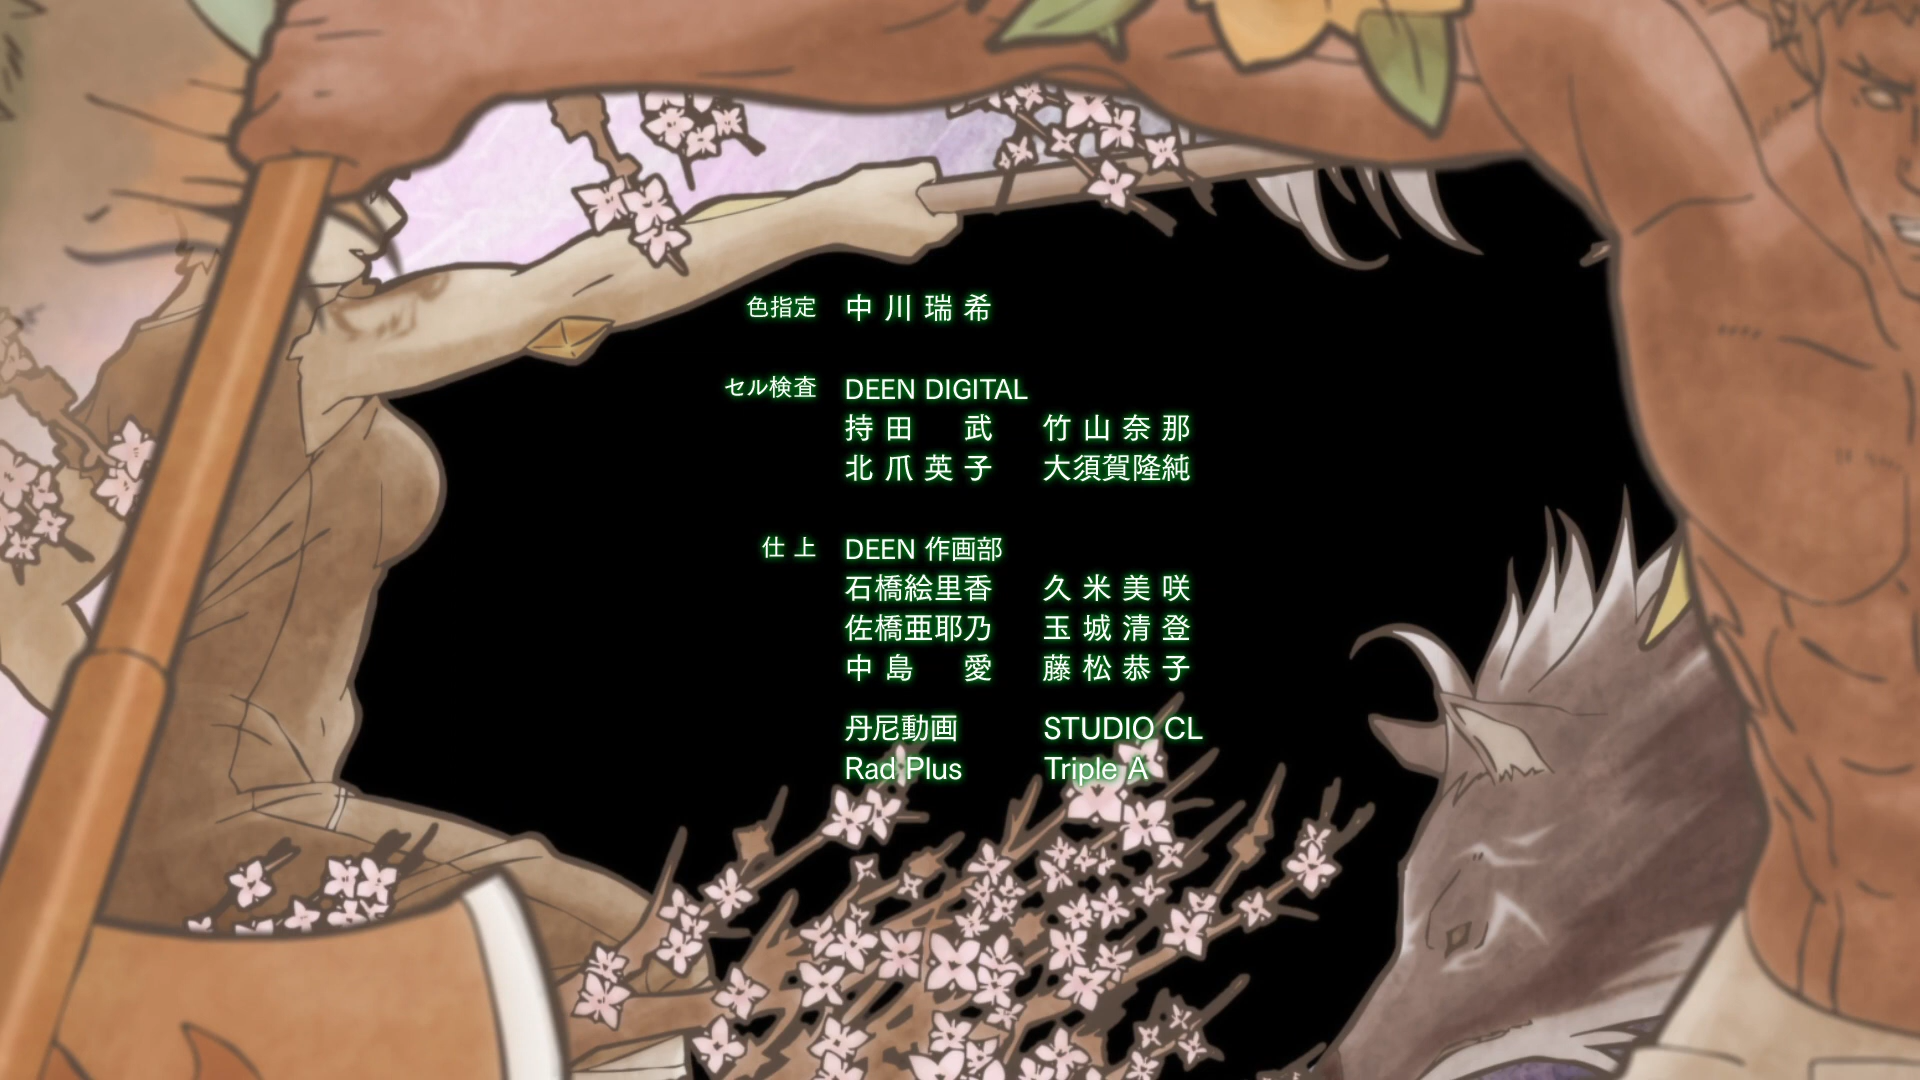 色指定 中川瑞希
セル検査 DEEN DIGITAL
持田 武 竹山奈那
北爪英子 大須賀隆純
仕上 DEEN 作画部
石橋絵里香 久米美咲
佐橋亜耶乃 玉城清登
中島 愛 藤松恭子
丹尼動画 STUDIO CL
Rad Plus Triple A